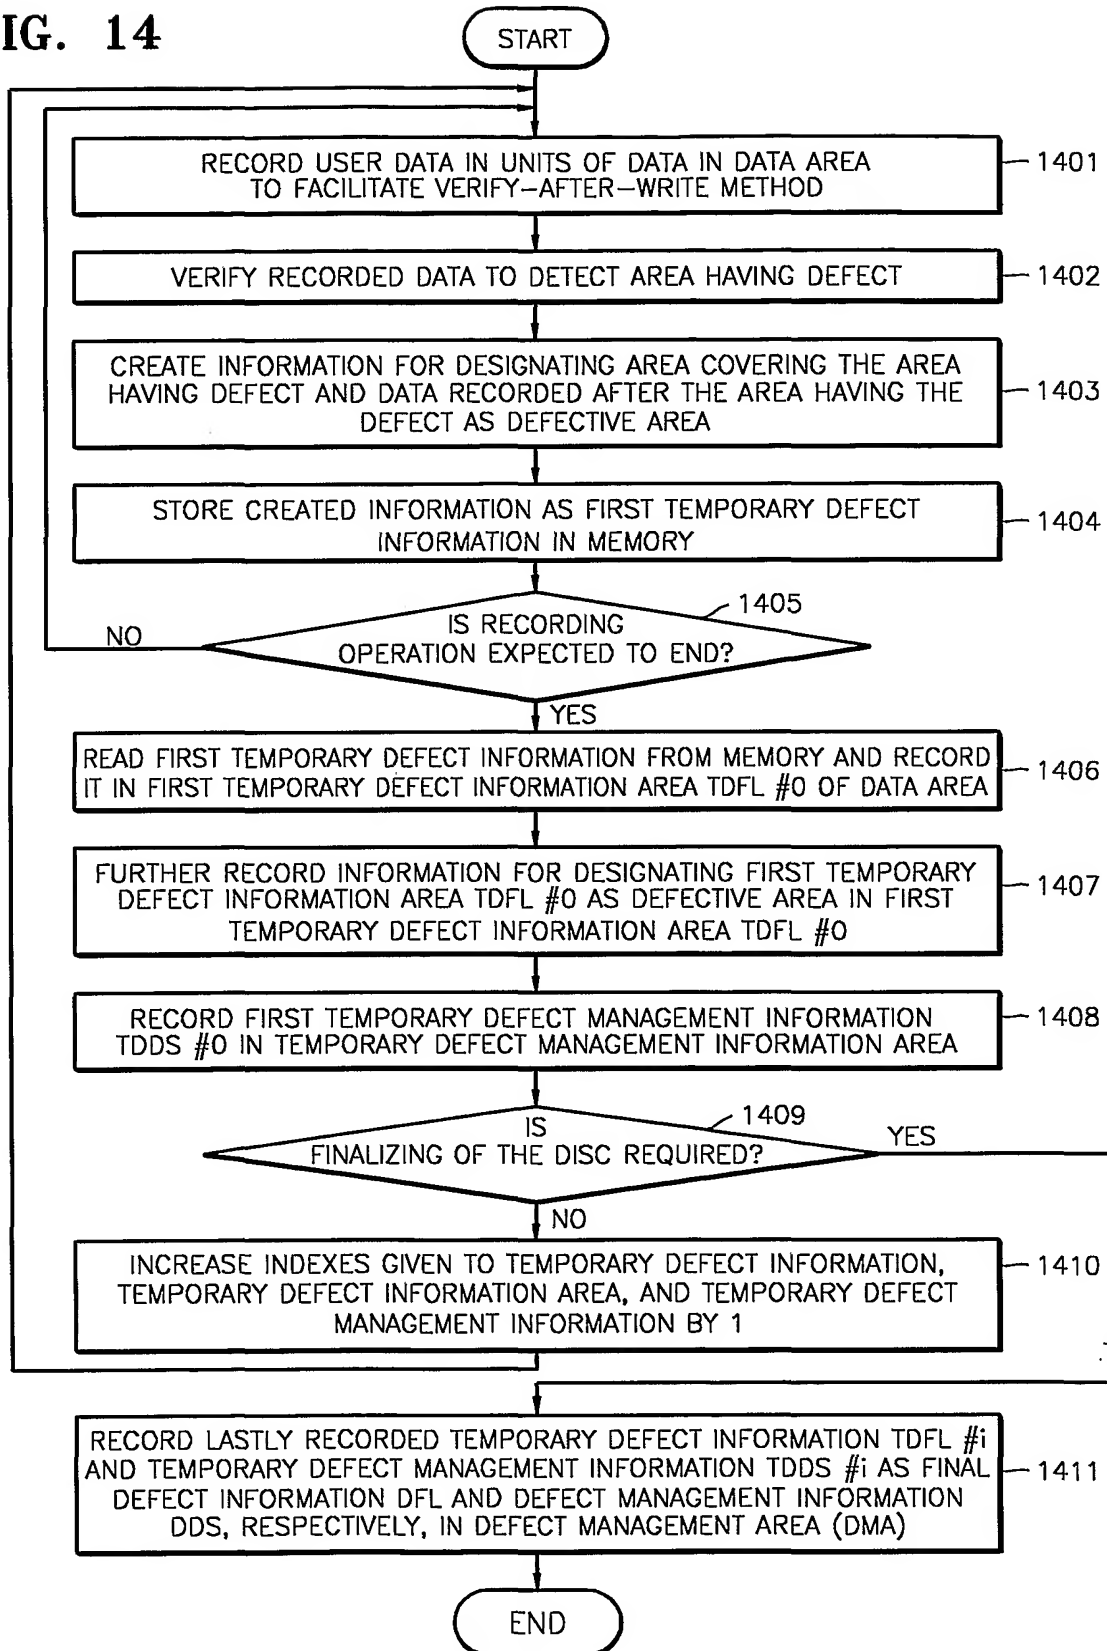 IG. 14
START
RECORD USER DATA IN UNITS OF DATA IN DATA AREA
TO FACILITATE VERIFY-AFTER-WRITE METHOD
1401
VERIFY RECORDED DATA TO DETECT AREA HAVING DEFECT
1402
CREATE INFORMATION FOR DESIGNATING AREA COVERING THE AREA
HAVING DEFECT AND DATA RECORDED AFTER THE AREA HAVING THE
DEFECT AS DEFECTIVE AREA
1403
STORE CREATED INFORMATION AS FIRST TEMPORARY DEFECT
INFORMATION IN MEMORY
1404
1405
IS RECORDING
OPERATION EXPECTED TO END?
NO
YES
READ FIRST TEMPORARY DEFECT INFORMATION FROM MEMORY AND RECORD
IT IN FIRST TEMPORARY DEFECT INFORMATION AREA TDFL #0 OF DATA AREA
1406
FURTHER RECORD INFORMATION FOR DESIGNATING FIRST TEMPORARY
DEFECT INFORMATION AREA TDFL #0 AS DEFECTIVE AREA IN FIRST
TEMPORARY DEFECT INFORMATION AREA TDFL #0
1407
RECORD FIRST TEMPORARY DEFECT MANAGEMENT INFORMATION
TDDS #0 IN TEMPORARY DEFECT MANAGEMENT INFORMATION AREA
1408
1409
IS
FINALIZING OF THE DISC REQUIRED?
YES
NO
INCREASE INDEXES GIVEN TO TEMPORARY DEFECT INFORMATION,
TEMPORARY DEFECT INFORMATION AREA, AND TEMPORARY DEFECT
MANAGEMENT INFORMATION BY 1
1410
RECORD LASTLY RECORDED TEMPORARY DEFECT INFORMATION TDFL #i
AND TEMPORARY DEFECT MANAGEMENT INFORMATION TDDS #i AS FINAL
DEFECT INFORMATION DFL AND DEFECT MANAGEMENT INFORMATION
DDS, RESPECTIVELY, IN DEFECT MANAGEMENT AREA (DMA)
1411
END